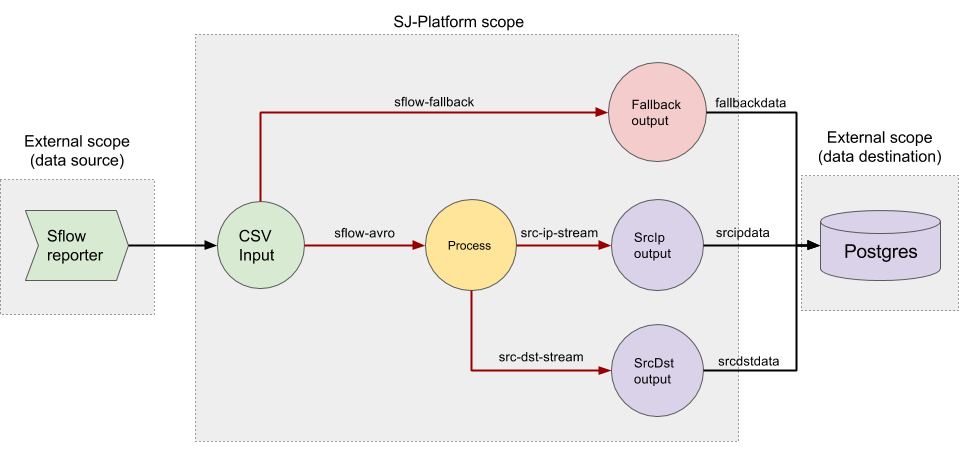 SJ-Platform scope
sflow-fallback
Fallback
output
fallbackdata
External scope
(data source)
External scope
(data destination)
Sflow
reporter
CSV
Input
sflow-avro
Process
src-ip-stream
SrcIp
output
srcipdata
Postgres
src-dst-stream
SrcDst
output
srcdstdata